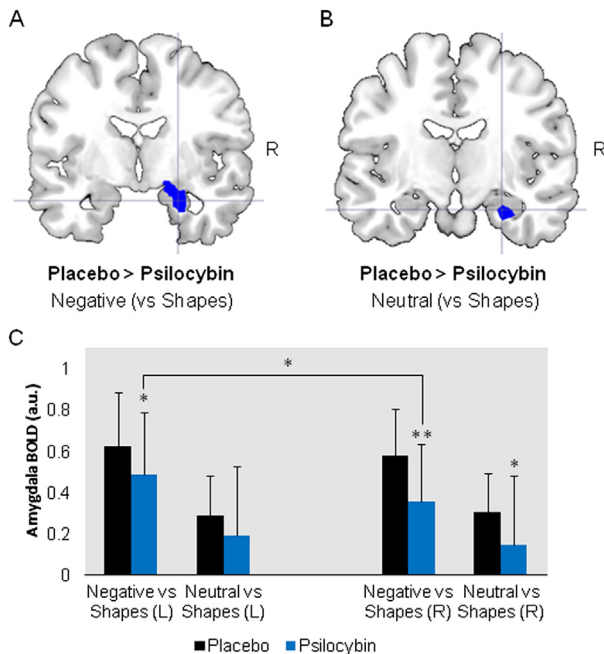 A
B
R
R
Placebo > Psilocybin
Negative (vs Shapes)
Placebo > Psilocybin
Neutral (vs Shapes)
C
Amygdala BOLD (a.u.)
1
0.8
0.6
0.4
0.2
0
*
*
**
*
Negative vs
Shapes (L)
Neutral vs
Shapes (L)
Negative vs
Shapes (R)
Neutral vs
Shapes (R)
Placebo Psilocybin